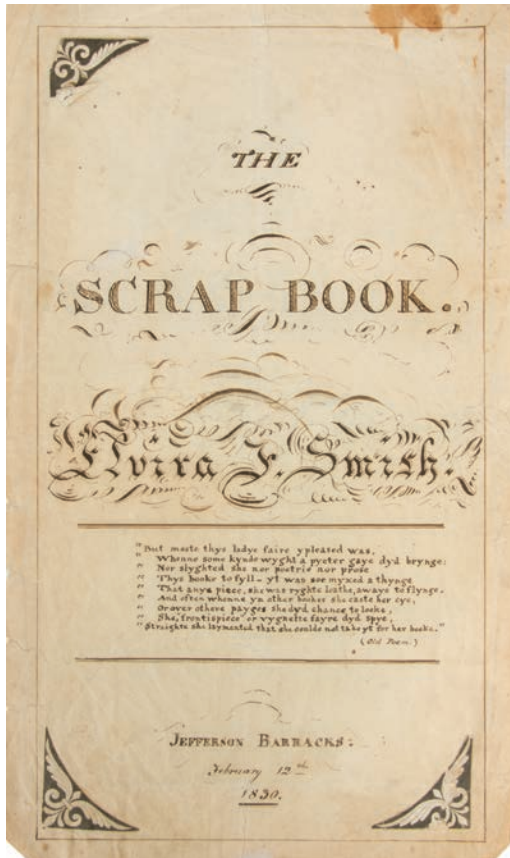 THE
SCRAP BOOK.
Elvira F. Smith.
"But moste thys ladye faire ypleased was,
" Whenne some kynde wyght a pycter gaye dyd brynge;
" Nor slyghted she nor poetrie nor prose
" Thys booke to fyll – yt was soe myxed a thynge
" That anye piece, she was ryghte loathe, awaye to flynge.
" And often whenne yn other bookes she caste her eye,
" Or over othere payges she dyd chance to looke,
" She, "frontispiece" or vygnette fayre dyd spye,
"Straighte she laymented that she coulde not take yt for her booke."
(Old Poem.)
JEFFERSON BARRACKS:
February 12th
1830.